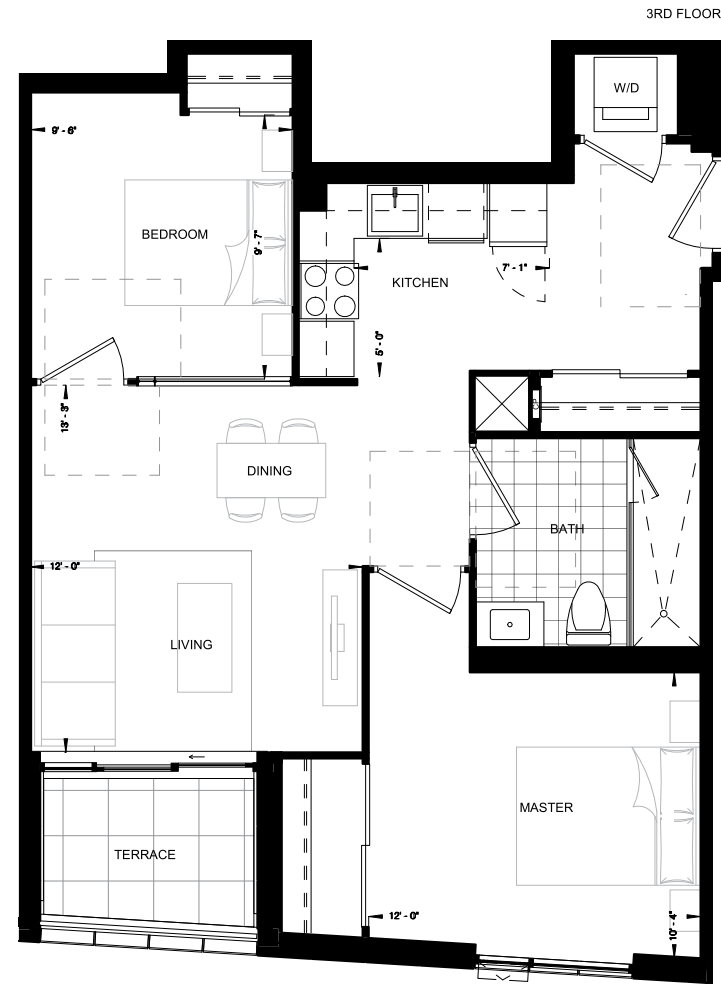 3RD FLOOR
W/D
9' - 6"
BEDROOM
9' - 7"
KITCHEN
7' - 1"
5' - 0"
13' - 3"
CP
DINING
BATH
12' - 0"
LIVING
MASTER
TERRACE
12' - 0"
10' - 4"